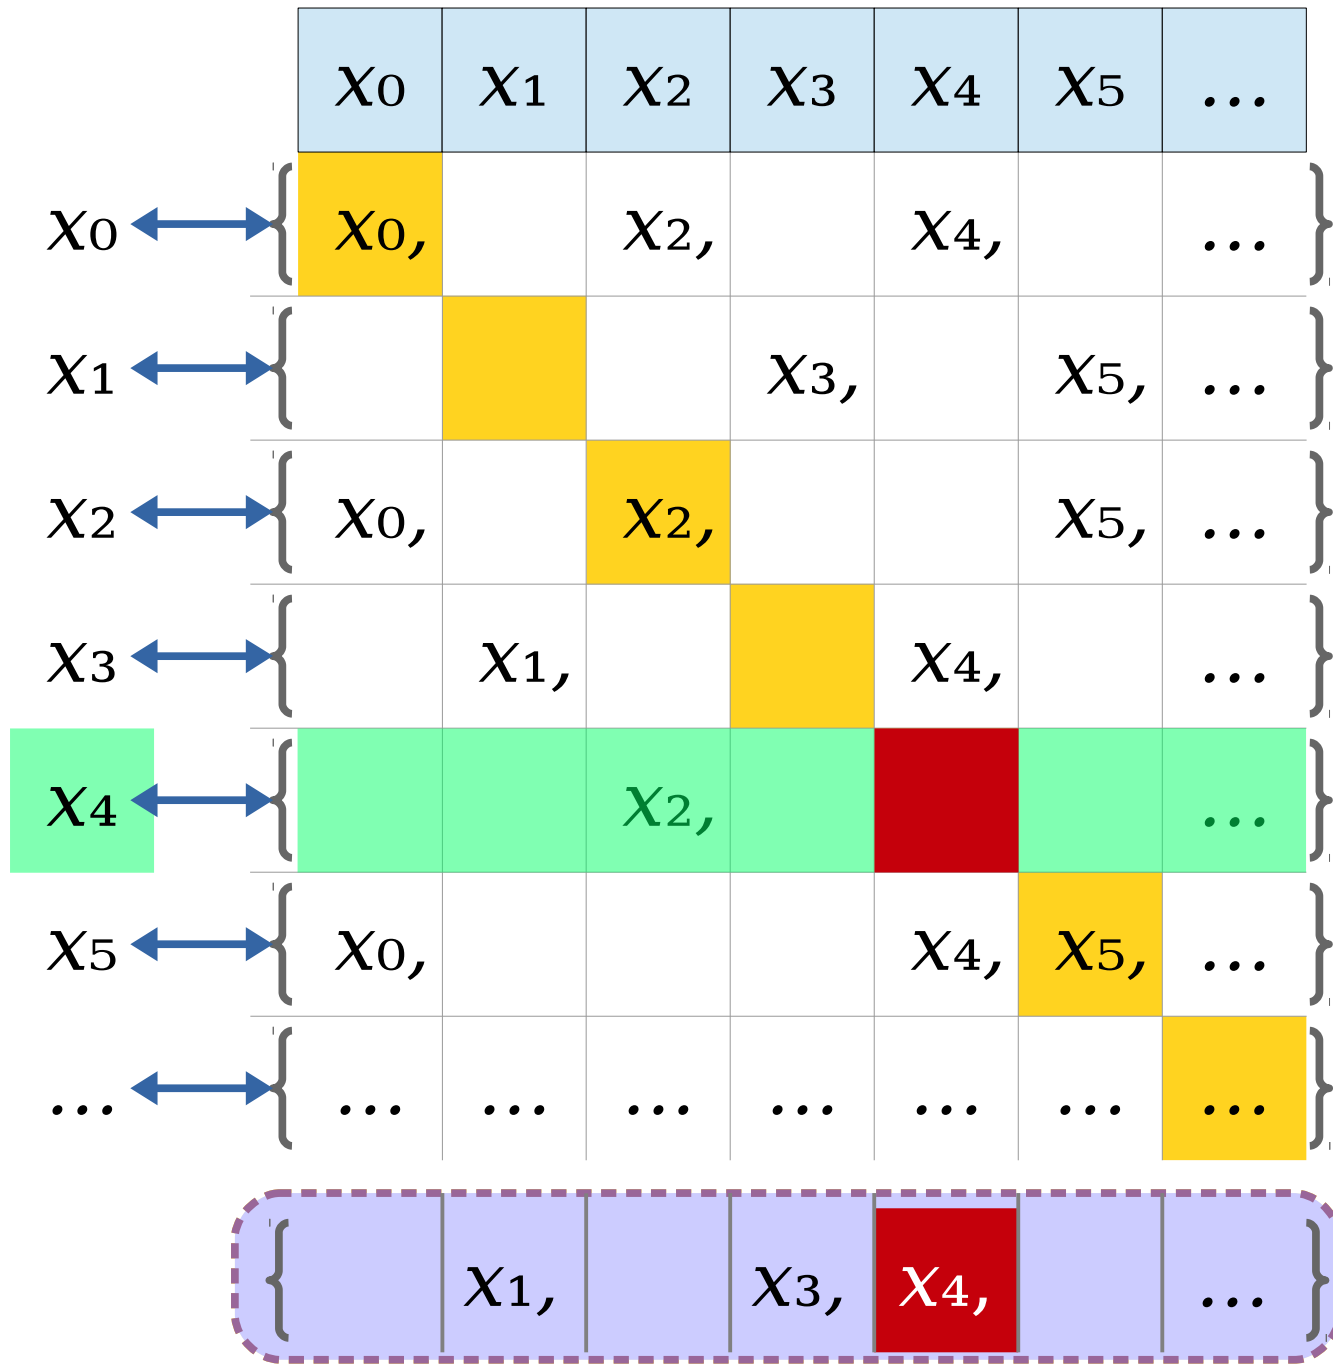 x₀ x₁ x₂ x₃ x₄ x₅ ...
x₀ { x₀, x₂, x₄, ... }
x₁ { x₃, x₅, ... }
x₂ { x₀, x₂, x₅, ... }
x₃ { x₁, x₄, ... }
x₄ { x₂, ... }
x₅ { x₀, x₄, x₅, ... }
... { ... ... ... ... ... ... ... }
{ x₁, x₃, x₄, ... }